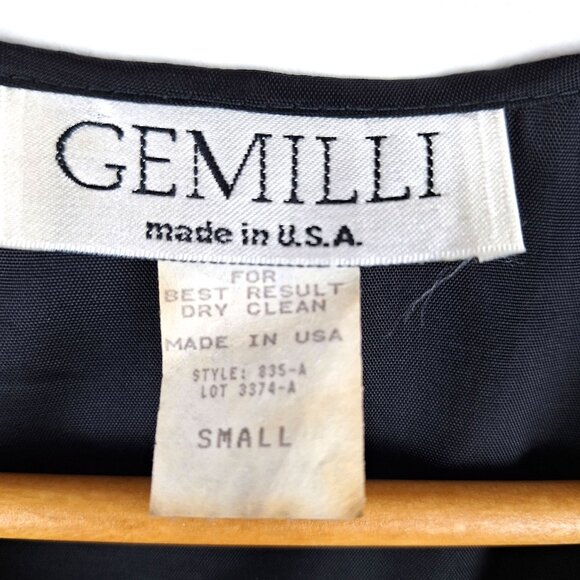 GEMILLI
made in U.S.A.
FOR
BEST RESULT
DRY CLEAN
MADE IN USA
STYLE: 835-A
LOT 3374-A
SMALL